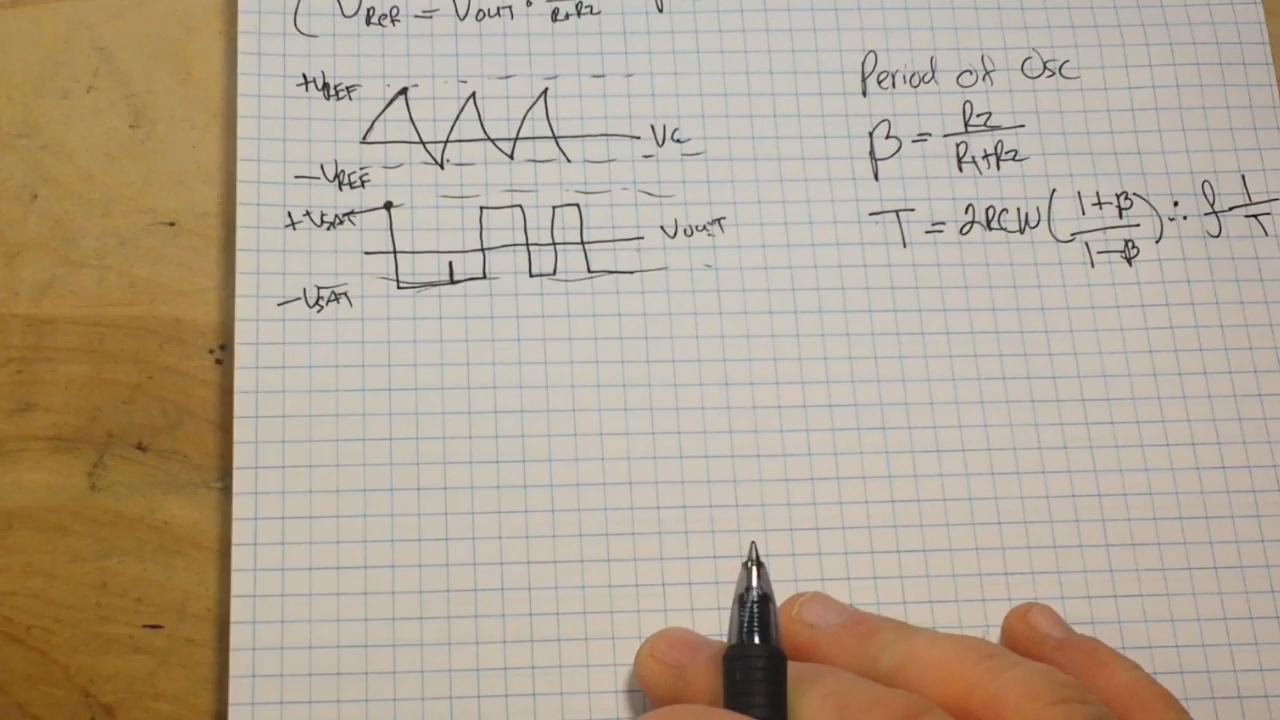 VREF = VOUT · R1+R2
+VREF
VC
-VREF
+VSAT
VOUT
-VSAT
Period of Osc
β = R2 / R1+R2
T = 2RCln(1+β / 1-β) ∴ f 1/T